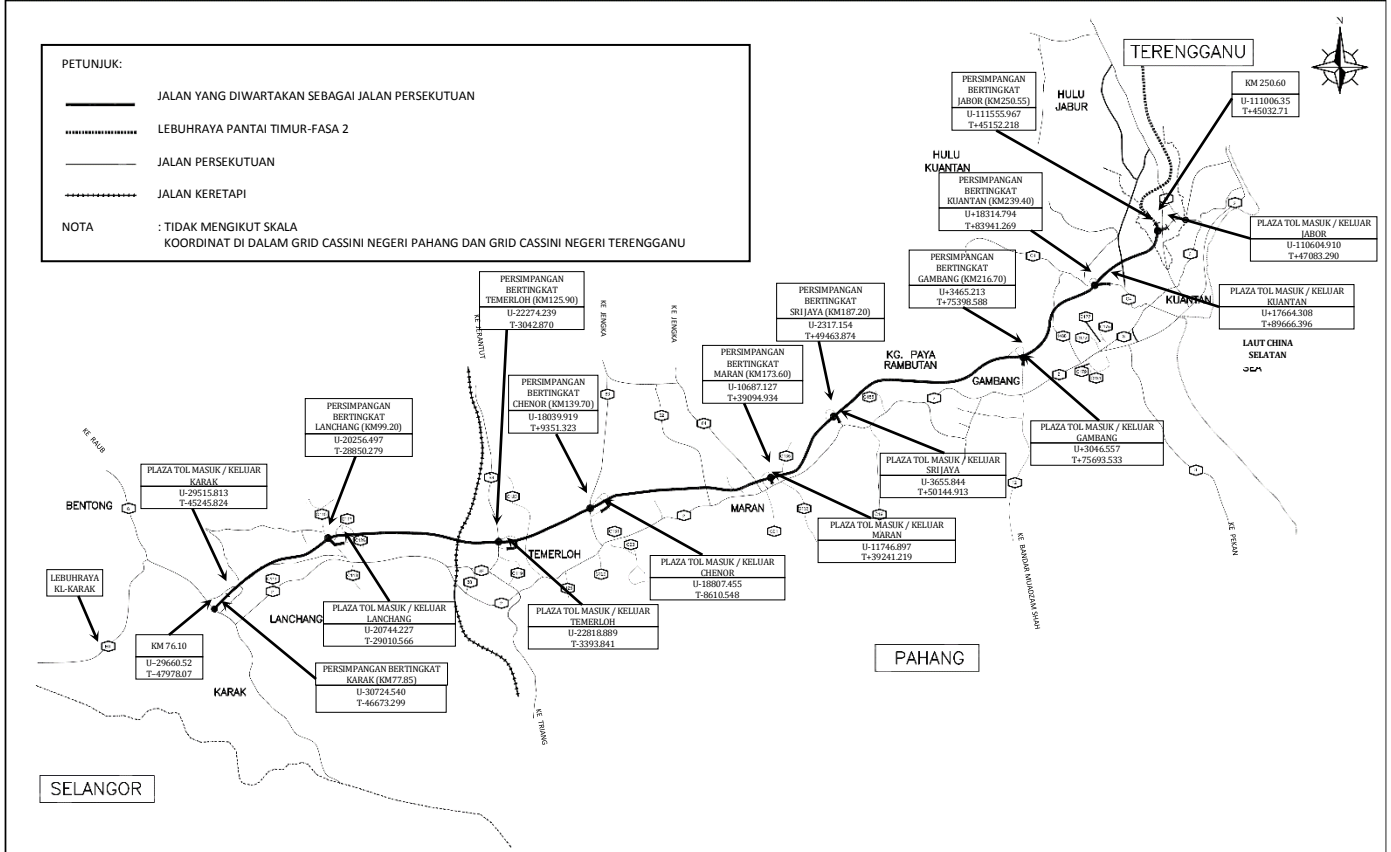 PETUNJUK:
JALAN YANG DIWARTAKAN SEBAGAI JALAN PERSEKUTUAN
LEBUHRAYA PANTAI TIMUR-FASA 2
JALAN PERSEKUTUAN
JALAN KERETAPI
NOTA : TIDAK MENGIKUT SKALA
KOORDINAT DI DALAM GRID CASSINI NEGERI PAHANG DAN GRID CASSINI NEGERI TERENGGANU
N
TERENGGANU
PERSIMPANGAN
BERTINGKAT
JABOR (KM250.55)
U-111555.967
T+45152.218
HULU
JABUR
KM 250.60
U-111006.35
T+45032.71
HULU
KUANTAN
PERSIMPANGAN
BERTINGKAT
KUANTAN (KM239.40)
U+18314.794
T+83941.269
PLAZA TOL MASUK / KELUAR
JABOR
U-110604.910
T+47083.290
PERSIMPANGAN
BERTINGKAT
GAMBANG (KM216.70)
U+3465.213
T+75398.588
PLAZA TOL MASUK / KELUAR
KUANTAN
U+17664.308
T+89666.396
KUANTAN
LAUT CHINA
SELATAN
PERSIMPANGAN
BERTINGKAT
TEMERLOH (KM125.90)
U-22274.239
T-3042.870
KE JENGKA
KE JENGKA
PERSIMPANGAN
BERTINGKAT
SRI JAYA (KM187.20)
U-2317.154
T+49463.874
PERSIMPANGAN
BERTINGKAT
MARAN (KM173.60)
U-10687.127
T+39094.934
KG. PAYA
RAMBUTAN
GAMBANG
PERSIMPANGAN
BERTINGKAT
CHENOR (KM139.70)
U-18039.919
T+9351.323
PERSIMPANGAN
BERTINGKAT
LANCHANG (KM99.20)
U-20256.497
T-28850.279
PLAZA TOL MASUK / KELUAR
GAMBANG
U+3046.557
T+75693.533
KE RAUB
PLAZA TOL MASUK / KELUAR
KARAK
U-29515.813
T-45245.824
PLAZA TOL MASUK / KELUAR
SRI JAYA
U-3655.844
T+50144.913
BENTONG
MARAN
PLAZA TOL MASUK / KELUAR
MARAN
U-11746.897
T+39241.219
KE PEKAN
KE BANDAR MUADZAM SHAH
TEMERLOH
PLAZA TOL MASUK / KELUAR
CHENOR
U-18807.455
T-8610.548
LEBUHRAYA
KL-KARAK
LANCHANG
PLAZA TOL MASUK / KELUAR
LANCHANG
U-20744.227
T-29010.566
PLAZA TOL MASUK / KELUAR
TEMERLOH
U-22818.889
T-3393.841
KM 76.10
U-29660.52
T-47978.07
PERSIMPANGAN BERTINGKAT
KARAK (KM77.85)
U-30724.540
T-46673.299
KARAK
KE TRIANG
PAHANG
SELANGOR